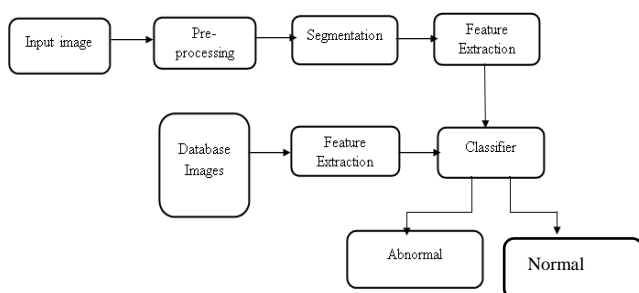 Input image
Pre-
processing
Segmentation
Feature
Extraction
Database
Images
Feature
Extraction
Classifier
Abnormal
Normal